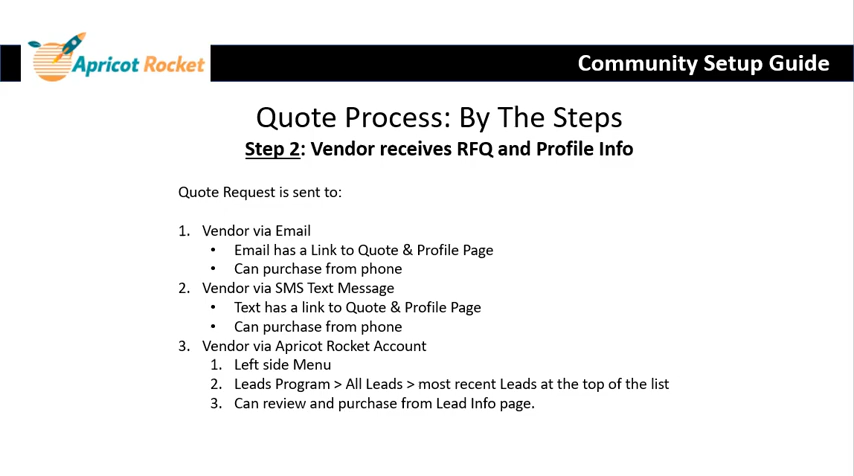 Apricot Rocket
Community Setup Guide
Quote Process: By The Steps
Step 2: Vendor receives RFQ and Profile Info
Quote Request is sent to:
1. Vendor via Email
• Email has a Link to Quote & Profile Page
• Can purchase from phone
2. Vendor via SMS Text Message
• Text has a link to Quote & Profile Page
• Can purchase from phone
3. Vendor via Apricot Rocket Account
1. Left side Menu
2. Leads Program > All Leads > most recent Leads at the top of the list
3. Can review and purchase from Lead Info page.